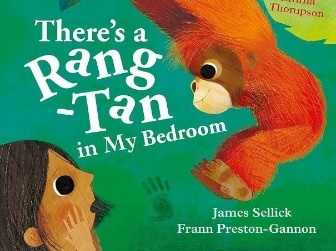 Thompson
There's a
Rang
-Tan
in My Bedroom
James Sellick
Frann Preston-Gannon